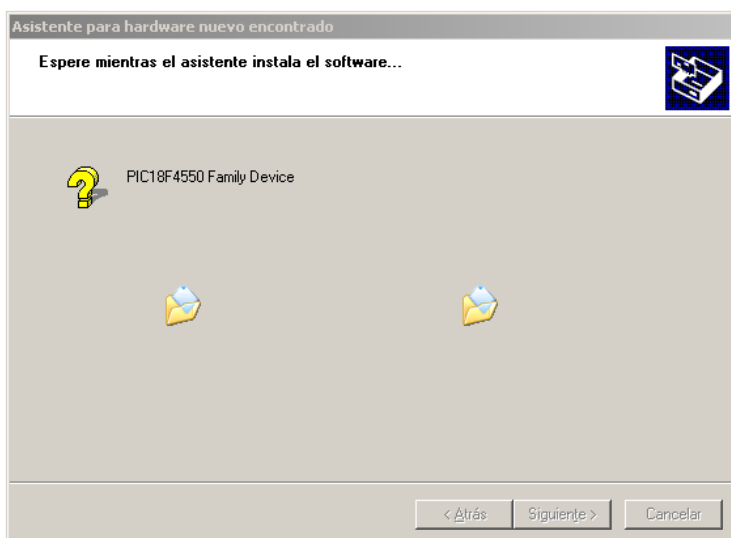 Asistente para hardware nuevo encontrado
Espere mientras el asistente instala el software...
PIC18F4550 Family Device
< Atrás
Siguiente >
Cancelar